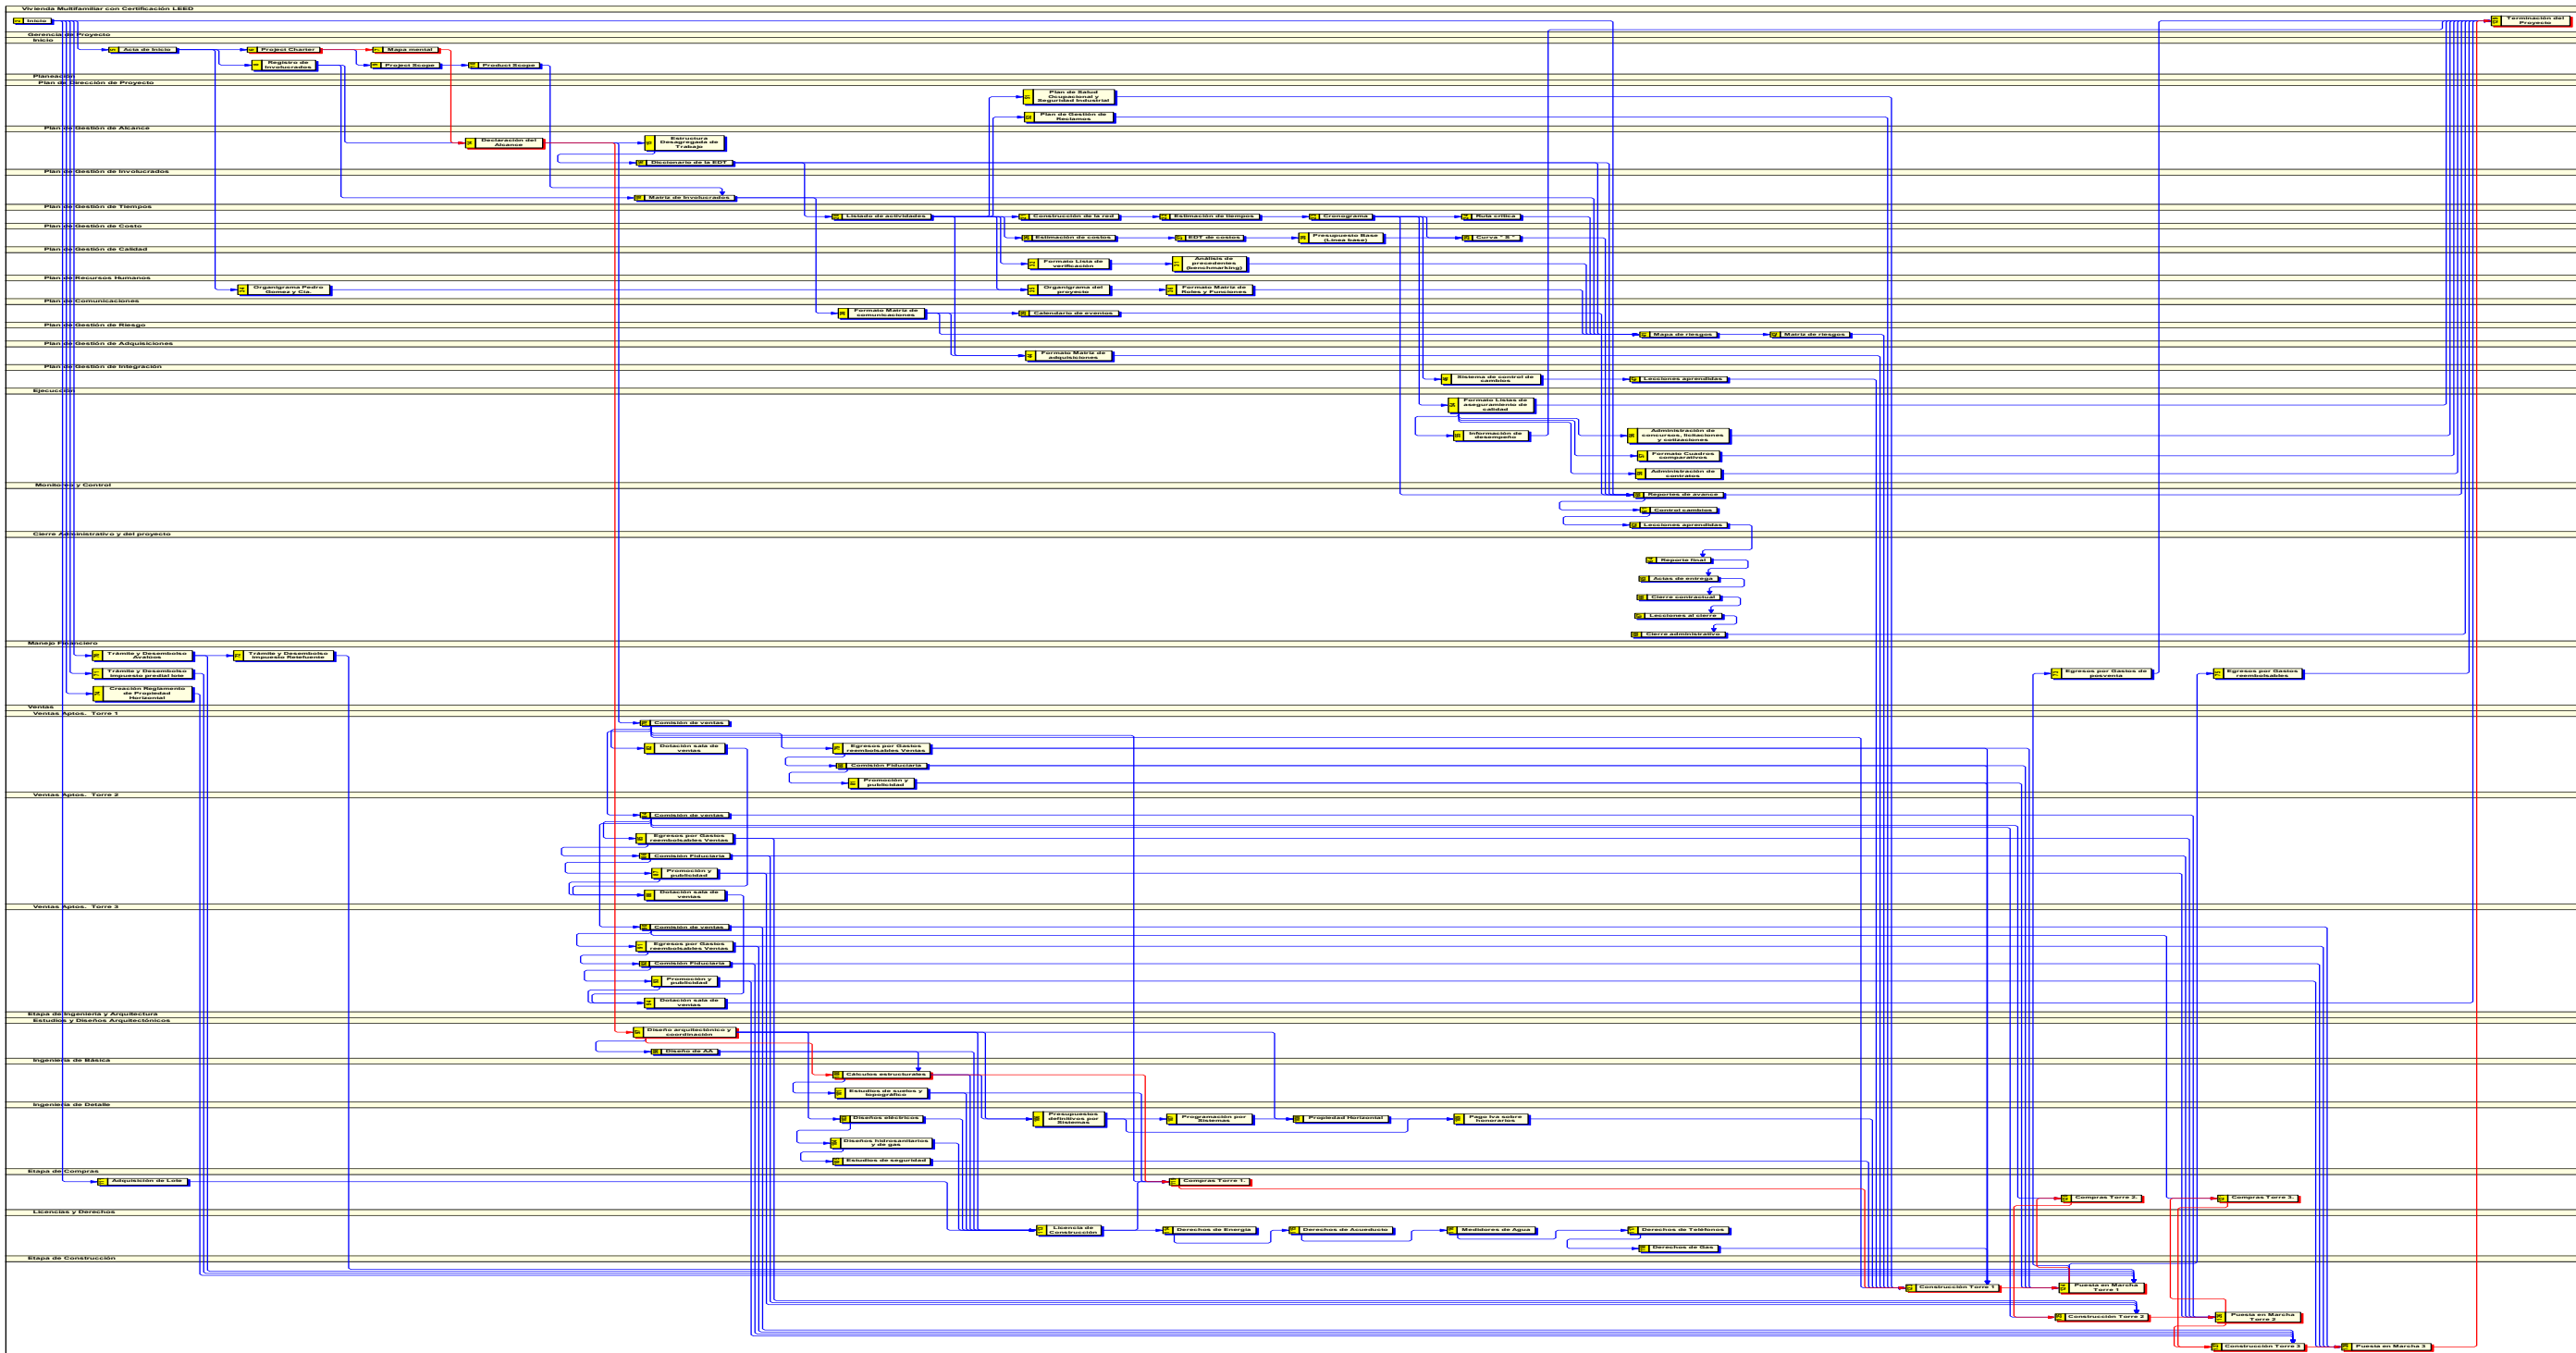 Vivienda Multifamiliar con Certificación LEED
Inicio
Terminación del
Proyecto
Gerencia de Proyecto
Inicio
Acta de Inicio
Project Charter
Mapa mental
Registro de
Involucrados
Project Scope
Product Scope
Planeación
Plan de Dirección de Proyecto
Plan de Salud
Ocupacional y
Seguridad Industrial
Plan de Gestión de
Reclamos
Plan de Gestión de Alcance
Declaración del
Alcance
Estructura
Desagregada de
Trabajo
Diccionario de la EDT
Plan de Gestión de Involucrados
Matriz de Involucrados
Plan de Gestión de Tiempos
Listado de actividades
Construcción de la red
Estimación de tiempos
Cronograma
Ruta crítica
Plan de Gestión de Costo
Estimación de costos
EDT de costos
Presupuesto Base
(Línea base)
Curva " S "
Plan de Gestión de Calidad
Formato Lista de
verificación
Análisis de
precedentes
(benchmarking)
Plan de Recursos Humanos
Organigrama Pedro
Gomez y Cia.
Organigrama del
proyecto
Formato Matriz de
Roles y Funciones
Plan de Comunicaciones
Formato Matriz de
comunicaciones
Calendario de eventos
Plan de Gestión de Riesgo
Mapa de riesgos
Matriz de riesgos
Plan de Gestión de Adquisiciones
Formato Matriz de
adquisiciones
Plan de Gestión de Integración
Sistema de control de
cambios
Lecciones aprendidas
Ejecución
Formato Listas de
aseguramiento de
calidad
Información de
desempeño
Administración de
concursos, licitaciones
y cotizaciones
Formato Cuadros
comparativos
Administración de
contratos
Monitoreo y Control
Reportes de avance
Control cambios
Lecciones aprendidas
Cierre Administrativo y del proyecto
Reporte final
Actas de entrega
Cierre contractual
Lecciones al cierre
Cierre administrativo
Manejo Financiero
Trámite y Desembolso
Trámite y Desembolso
Impuesto Retefuente
Trámite y Desembolso
impuesto predial lote
Creación Reglamento
de Propiedad
Horizontal
Egresos por Gastos de
posventa
Egresos por Gastos
reembolsables
Ventas
Ventas Aptos. Torre 1
Comisión de ventas
Dotación sala de
ventas
Egresos por Gastos
reembolsables Ventas
Comisión Fiduciaria
Promoción y
publicidad
Ventas Aptos. Torre 2
Comisión de ventas
Egresos por Gastos
reembolsables Ventas
Comisión Fiduciaria
Promoción y
publicidad
Dotación sala de
ventas
Ventas Aptos. Torre 3
Comisión de ventas
Egresos por Gastos
reembolsables Ventas
Comisión Fiduciaria
Promoción y
publicidad
Dotación sala de
ventas
Etapa de Ingeniería y Arquitectura
Estudios y Diseños Arquitectónicos
Diseño arquitectónico y
coordinación
Diseño de AA
Ingeniería de Básica
Cálculos estructurales
Estudios de suelos y
topográfico
Ingeniería de Detalle
Diseños eléctricos
Presupuestos
definitivos por
Sistemas
Programación por
Sistemas
Propiedad Horizontal
Pago Iva sobre
honorarios
Diseños hidrosanitarios
y de gas
Estudios de seguridad
Etapa de Compras
Adquisición de Lote
Compras Torre 1.
Compras Torre 2.
Compras Torre 3.
Licencias y Derechos
Licencia de
Construcción
Derechos de Energía
Derechos de Acueducto
Medidores de Agua
Derechos de Teléfonos
Derechos de Gas
Etapa de Construcción
Construcción Torre 1
Puesta en Marcha
Torre 1
Construcción Torre 2
Puesta en Marcha
Torre 2
Construcción Torre 3
Puesta en Marcha 3